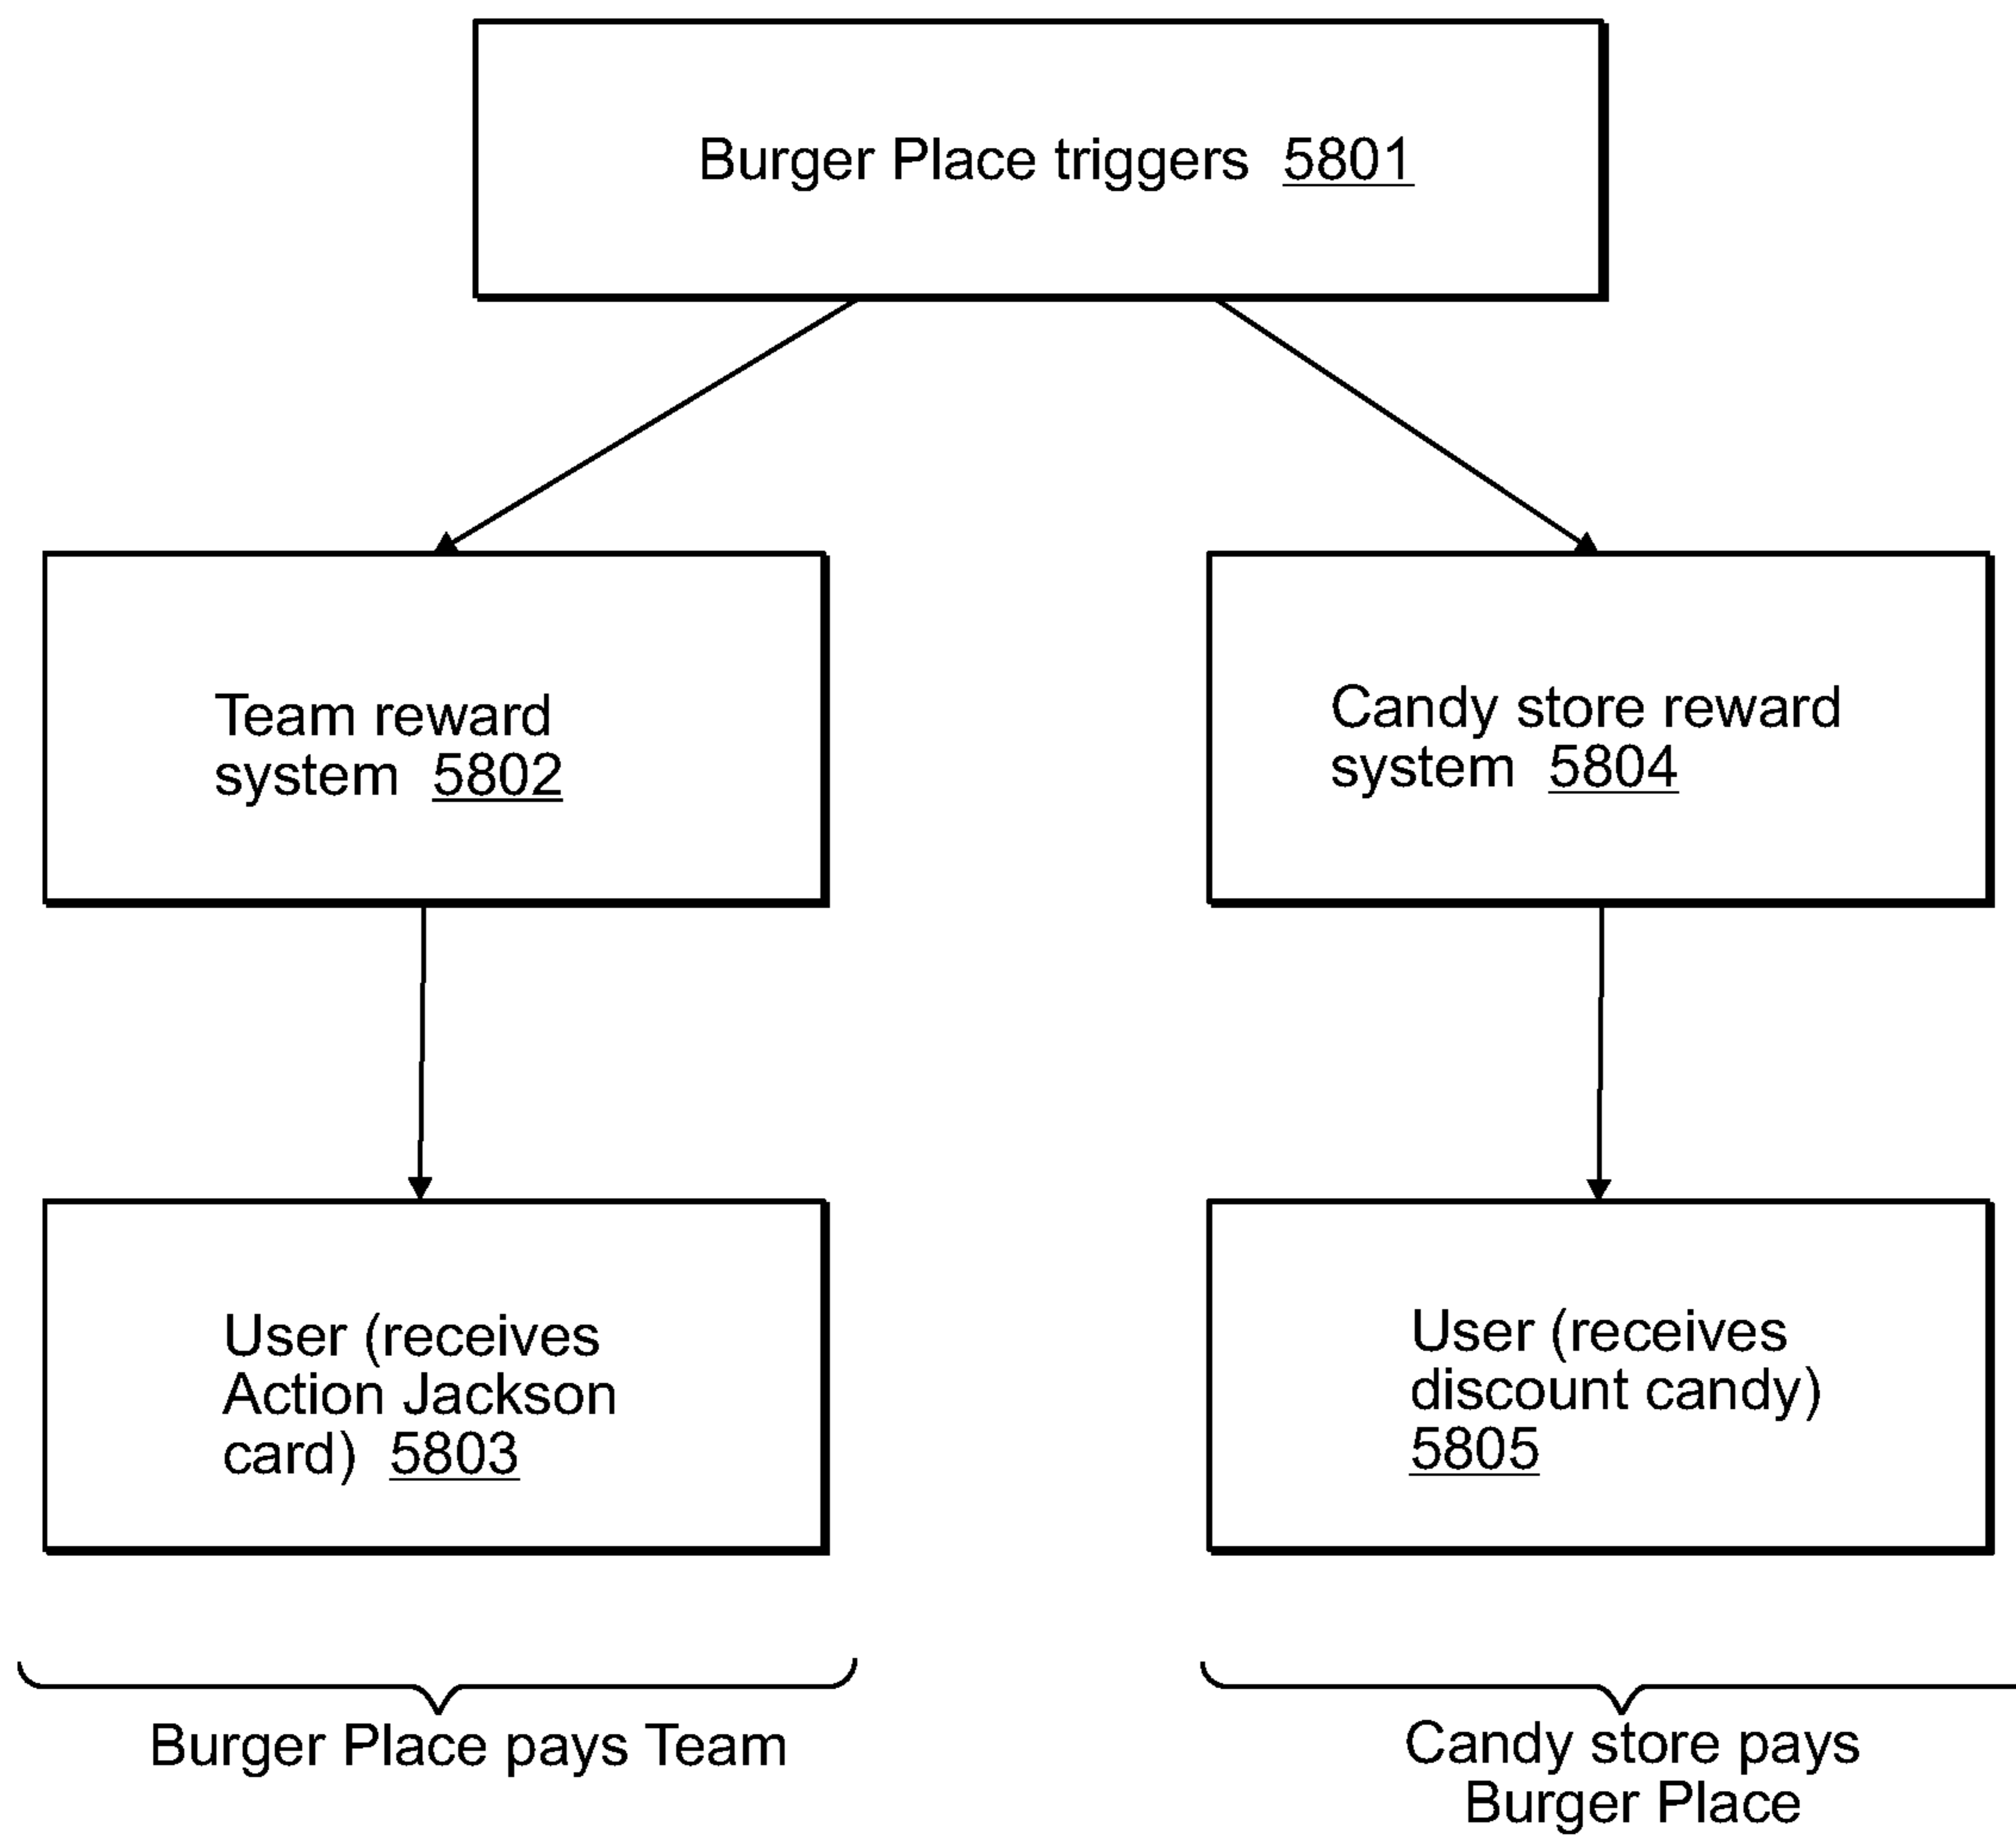 Burger Place triggers 5801
Team reward
system 5802
Candy store reward
system 5804
User (receives
Action Jackson
card) 5803
User (receives
discount candy)
5805
Burger Place pays Team
Candy store pays
Burger Place